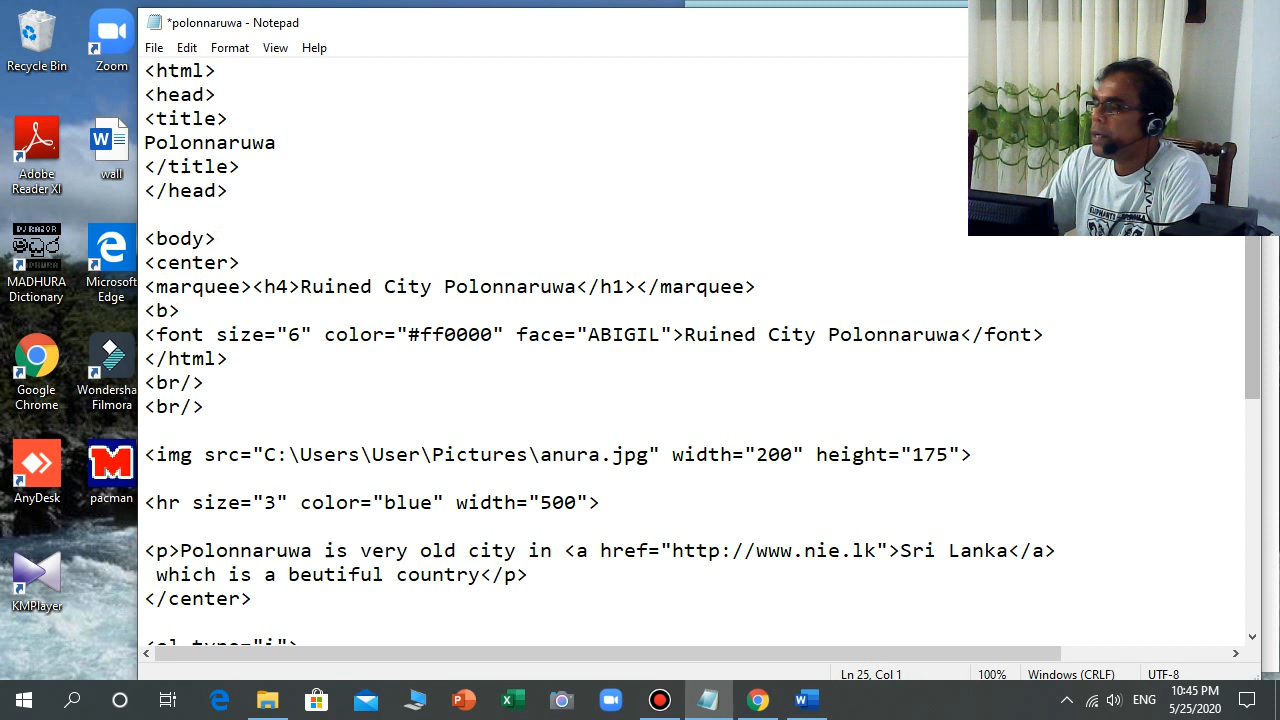 *polonnaruwa - Notepad
File Edit Format View Help
<html>
<head>
<title>
Polonnaruwa
</title>
</head>
<body>
<center>
<marquee><h4>Ruined City Polonnaruwa</h1></marquee>
<b>
<font size="6" color="#ff0000" face="ABIGIL">Ruined City Polonnaruwa</font>
</html>
<br/>
<br/>
<img src="C:\Users\User\Pictures\anura.jpg" width="200" height="175">
<hr size="3" color="blue" width="500">
<p>Polonnaruwa is very old city in <a href="http://www.nie.lk">Sri Lanka</a>
which is a beutiful country</p>
</center>
<ol type="i">
Ln 25, Col 1 100% Windows (CRLF) UTF-8
Recycle Bin
Zoom
Adobe
Reader XI
wall
MADHURA
Dictionary
Microsoft
Edge
Google
Chrome
Wondersha
Filmora
AnyDesk
pacman
KMPlayer
ENG
10:45 PM
5/25/2020